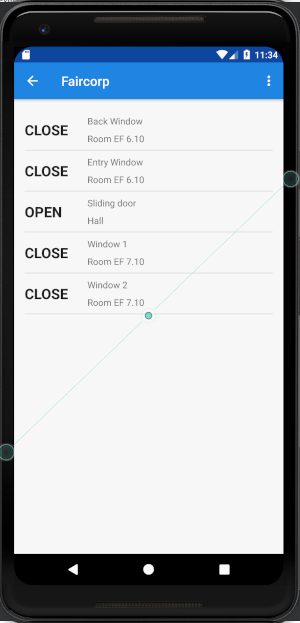 11:34
Faircorp
CLOSE
Back Window
Room EF 6.10
CLOSE
Entry Window
Room EF 6.10
OPEN
Sliding door
Hall
CLOSE
Window 1
Room EF 7.10
CLOSE
Window 2
Room EF 7.10